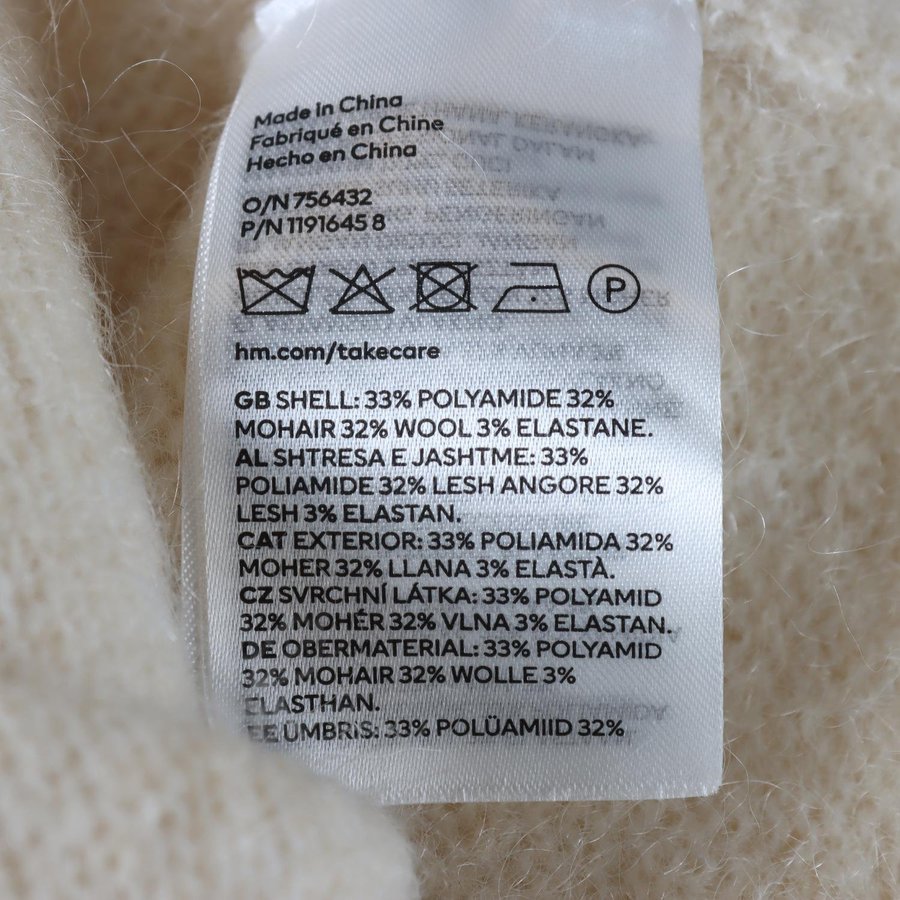 Made in China
Fabriqué en Chine
Hecho en China
O/N 756432
P/N 1191645 8
P
hm.com/takecare
GB SHELL: 33% POLYAMIDE 32%
MOHAIR 32% WOOL 3% ELASTANE.
AL SHTRESA E JASHTME: 33%
POLIAMIDE 32% LESH ANGORE 32%
LESH 3% ELASTAN.
CAT EXTERIOR: 33% POLIAMIDA 32%
MOHER 32% LLANA 3% ELASTÀ.
CZ SVRCHNÍ LÁTKA: 33% POLYAMID
32% MOHÉR 32% VLNA 3% ELASTAN.
DE OBERMATERIAL: 33% POLYAMID
32% MOHAIR 32% WOLLE 3%
ELASTHAN.
EE ÜMBRIS: 33% POLÜAMIID 32%